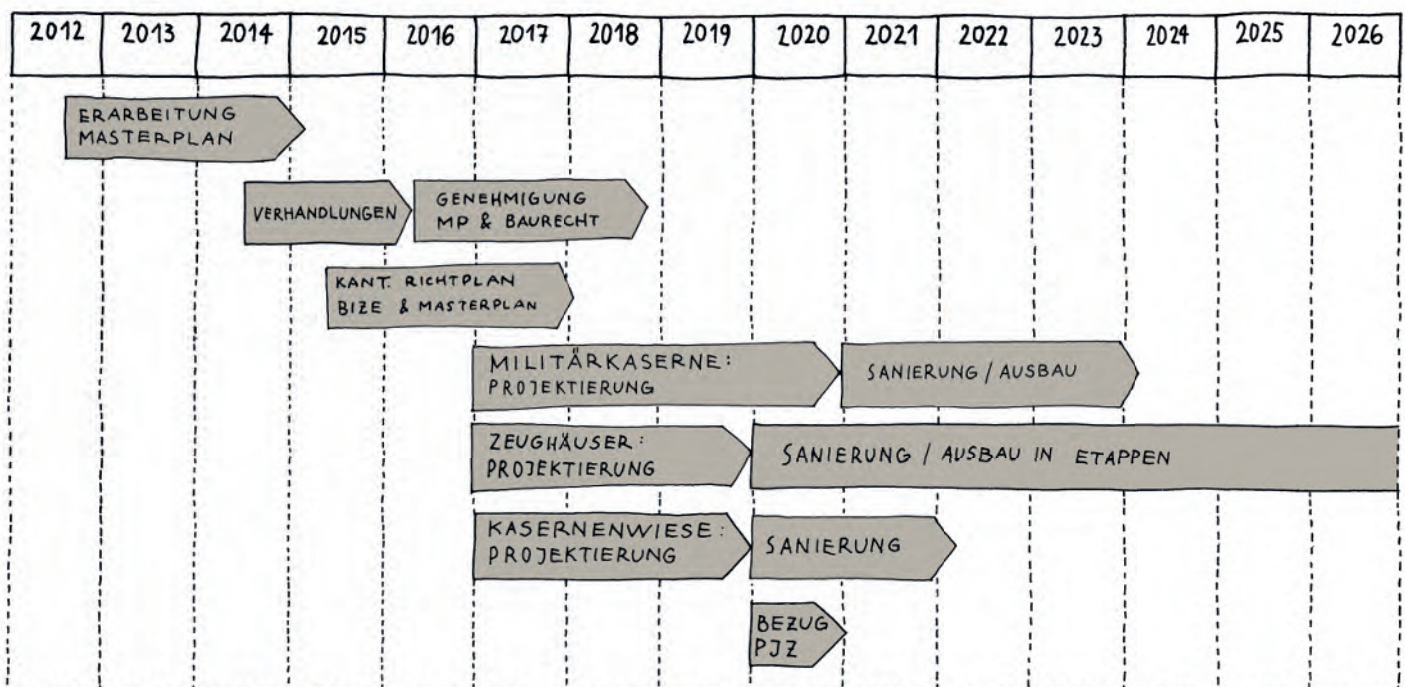 2012 2013 2014 2015 2016 2017 2018 2019 2020 2021 2022 2023 2024 2025 2026
ERARBEITUNG
MASTERPLAN
VERHANDLUNGEN
GENEHMIGUNG
MP & BAURECHT
KANT. RICHTPLAN
BIZE & MASTERPLAN
MILITÄRKASERNE:
PROJEKTIERUNG
SANIERUNG / AUSBAU
ZEUGHÄUSER:
PROJEKTIERUNG
SANIERUNG / AUSBAU IN ETAPPEN
KASERNENWIESE:
PROJEKTIERUNG
SANIERUNG
BEZUG
PJZ